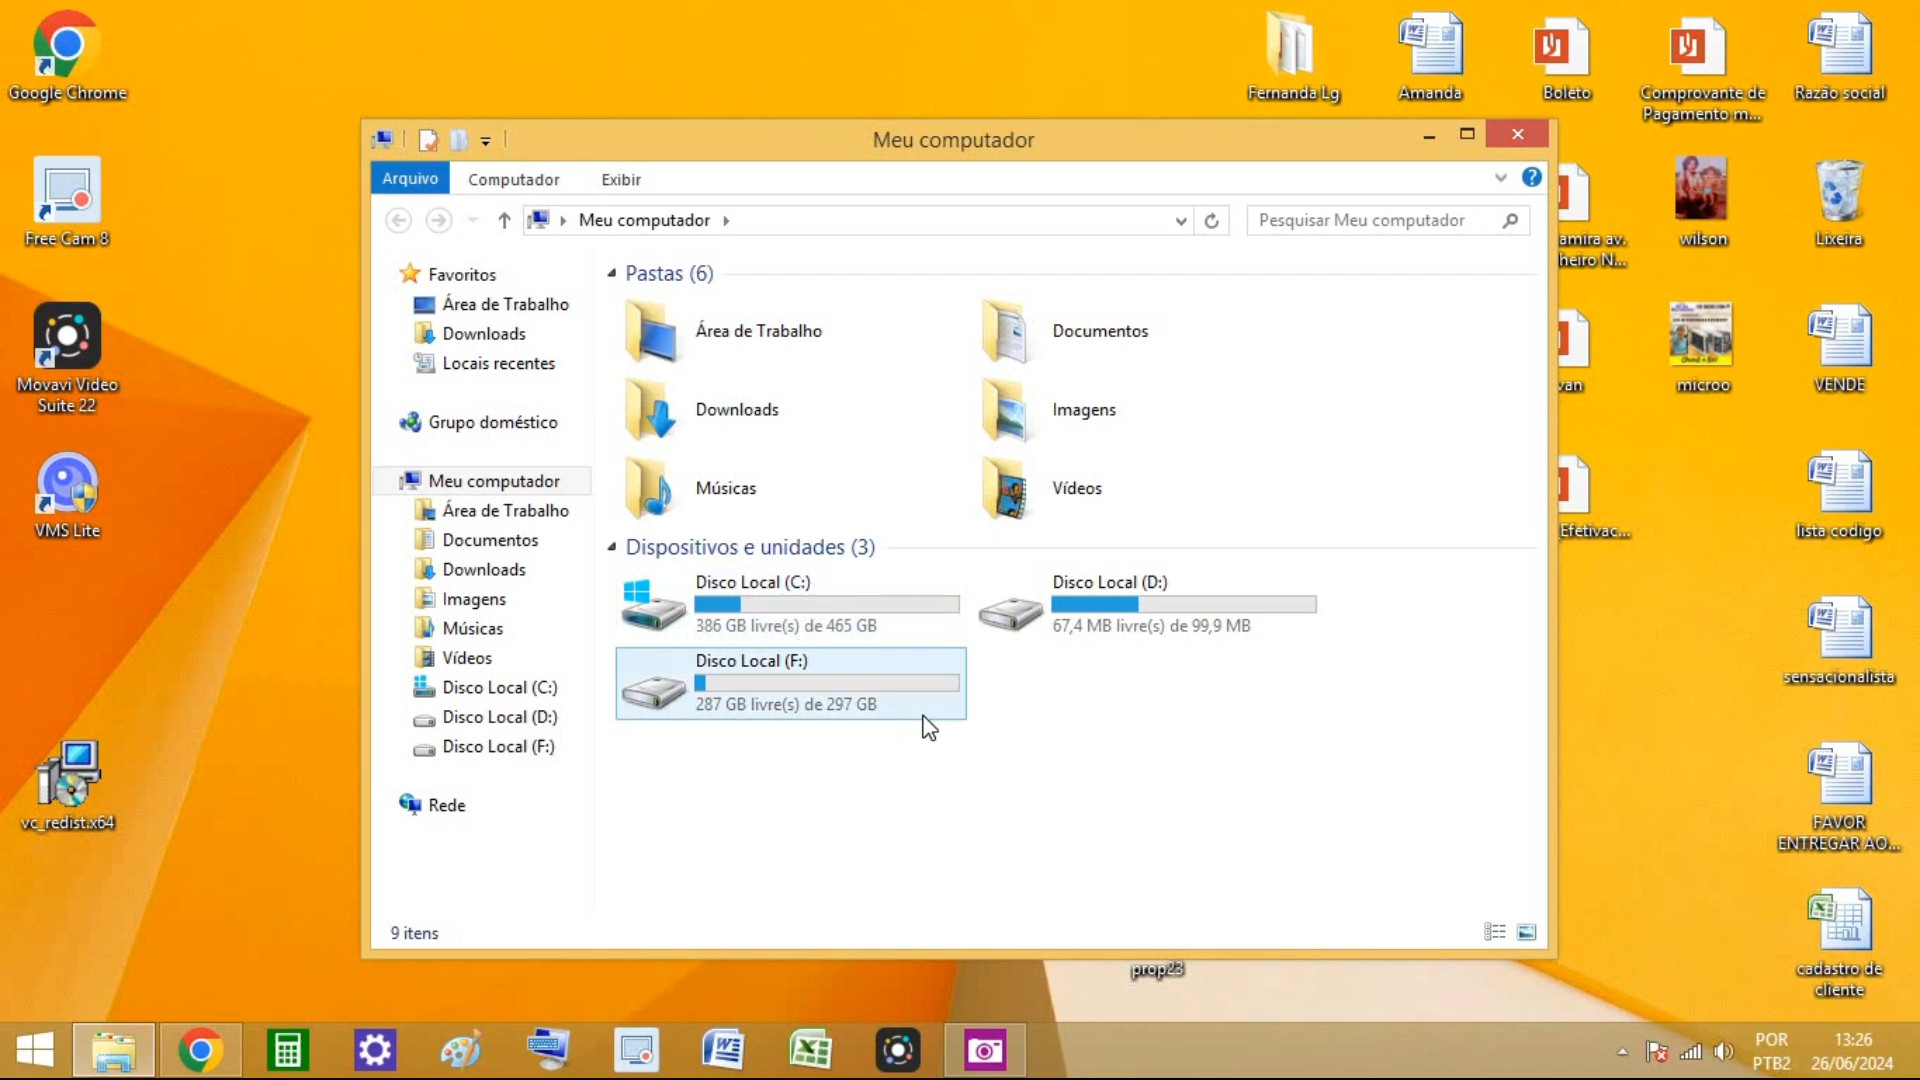 Google Chrome
Free Cam 8
Movavi Video
Suite 22
VMS Lite
vc_redist.x64
Fernanda Lg
Amanda
Boleto
Comprovante de
Pagamento m...
Razão social
amira av.
heiro N...
wilson
Lixeira
van
microo
VENDE
Efetivac...
lista codigo
sensacionalista
FAVOR
ENTREGAR AO...
cadastro de
cliente
prop23
Meu computador
Arquivo
Computador
Exibir
Meu computador
Pesquisar Meu computador
Favoritos
Área de Trabalho
Downloads
Locais recentes
Grupo doméstico
Meu computador
Área de Trabalho
Documentos
Downloads
Imagens
Músicas
Vídeos
Disco Local (C:)
Disco Local (D:)
Disco Local (F:)
Rede
Pastas (6)
Área de Trabalho
Documentos
Downloads
Imagens
Músicas
Vídeos
Dispositivos e unidades (3)
Disco Local (C:)
386 GB livre(s) de 465 GB
Disco Local (D:)
67,4 MB livre(s) de 99,9 MB
Disco Local (F:)
287 GB livre(s) de 297 GB
9 itens
POR
PTB2
13:26
26/06/2024